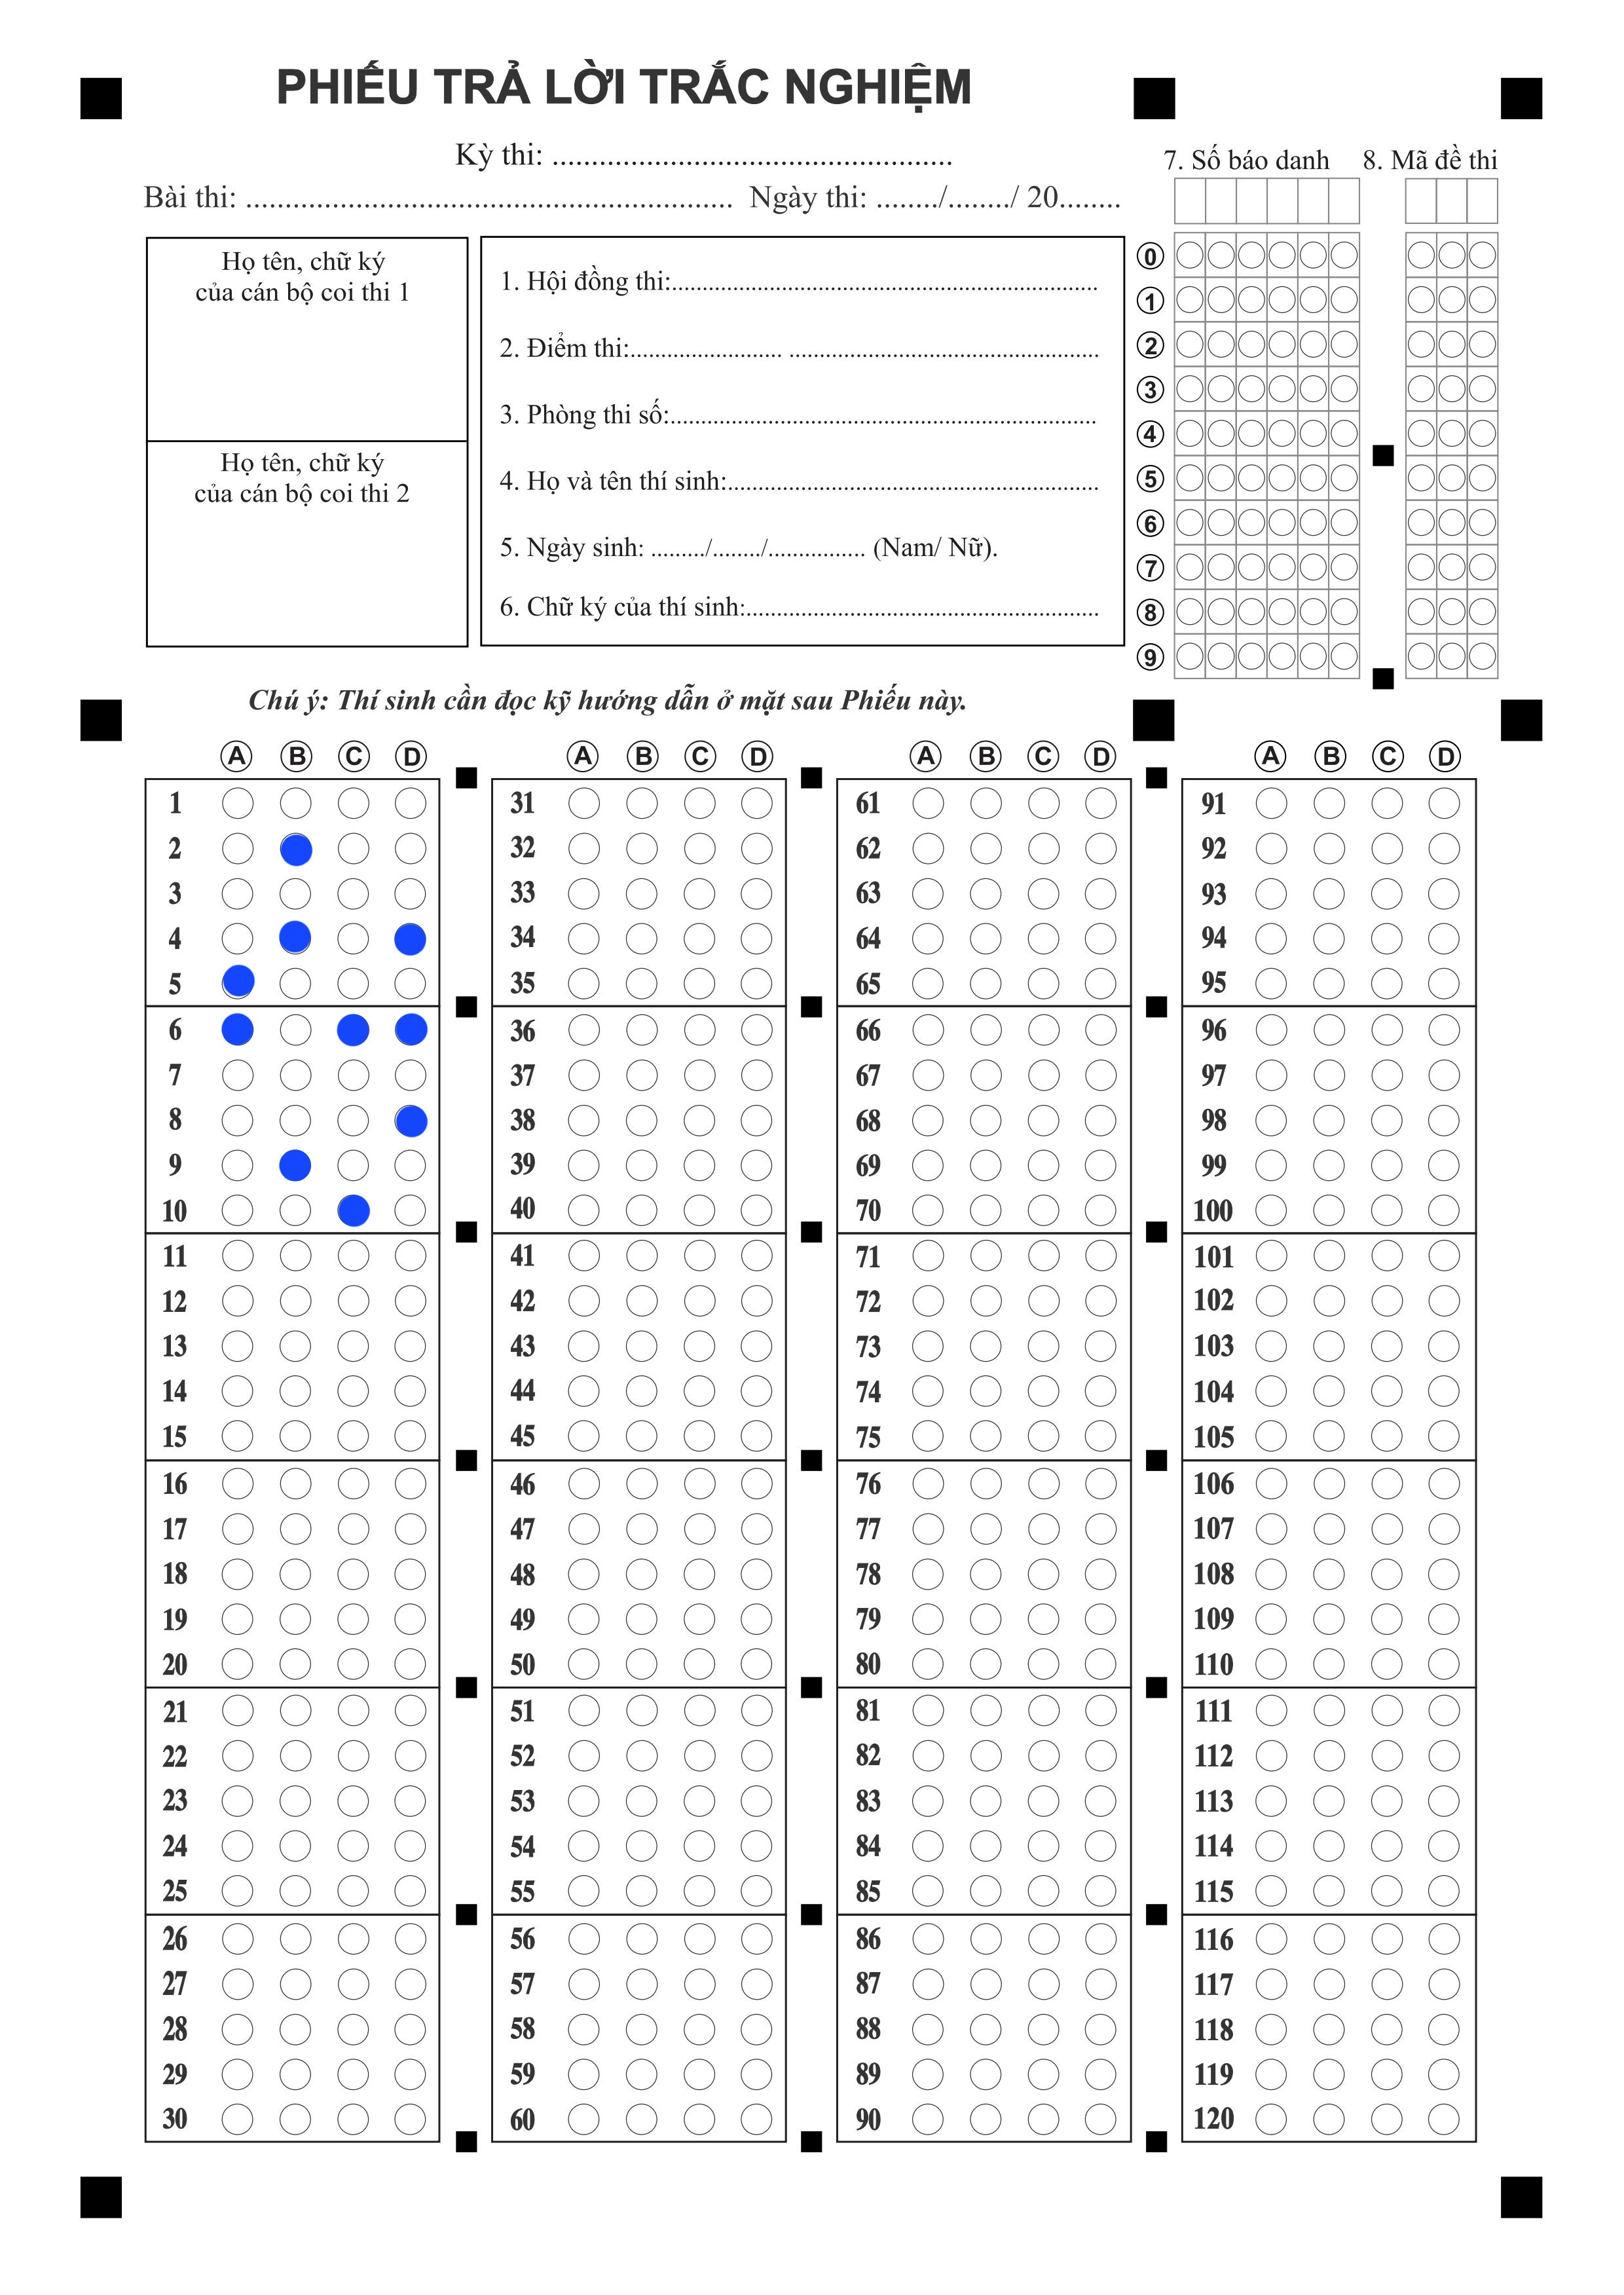 PHIẾU TRẢ LỜI TRẮC NGHIỆM
Kỳ thi: ...................................................
Bài thi: .............................................................. Ngày thi: ......../......../ 20........
7. Số báo danh 8. Mã đề thi
Họ tên, chữ ký
của cán bộ coi thi 1
Họ tên, chữ ký
của cán bộ coi thi 2
1. Hội đồng thi:......................................................................
2. Điểm thi:......................... ...................................................
3. Phòng thi số:......................................................................
4. Họ và tên thí sinh:.............................................................
5. Ngày sinh: ........./......../................ (Nam/ Nữ).
6. Chữ ký của thí sinh:..........................................................
0
1
2
3
4
5
6
7
8
9
Chú ý: Thí sinh cần đọc kỹ hướng dẫn ở mặt sau Phiếu này.
A B C D A B C D A B C D A B C D
1 31 61 91
2 32 62 92
3 33 63 93
4 34 64 94
5 35 65 95
6 36 66 96
7 37 67 97
8 38 68 98
9 39 69 99
10 40 70 100
11 41 71 101
12 42 72 102
13 43 73 103
14 44 74 104
15 45 75 105
16 46 76 106
17 47 77 107
18 48 78 108
19 49 79 109
20 50 80 110
21 51 81 111
22 52 82 112
23 53 83 113
24 54 84 114
25 55 85 115
26 56 86 116
27 57 87 117
28 58 88 118
29 59 89 119
30 60 90 120